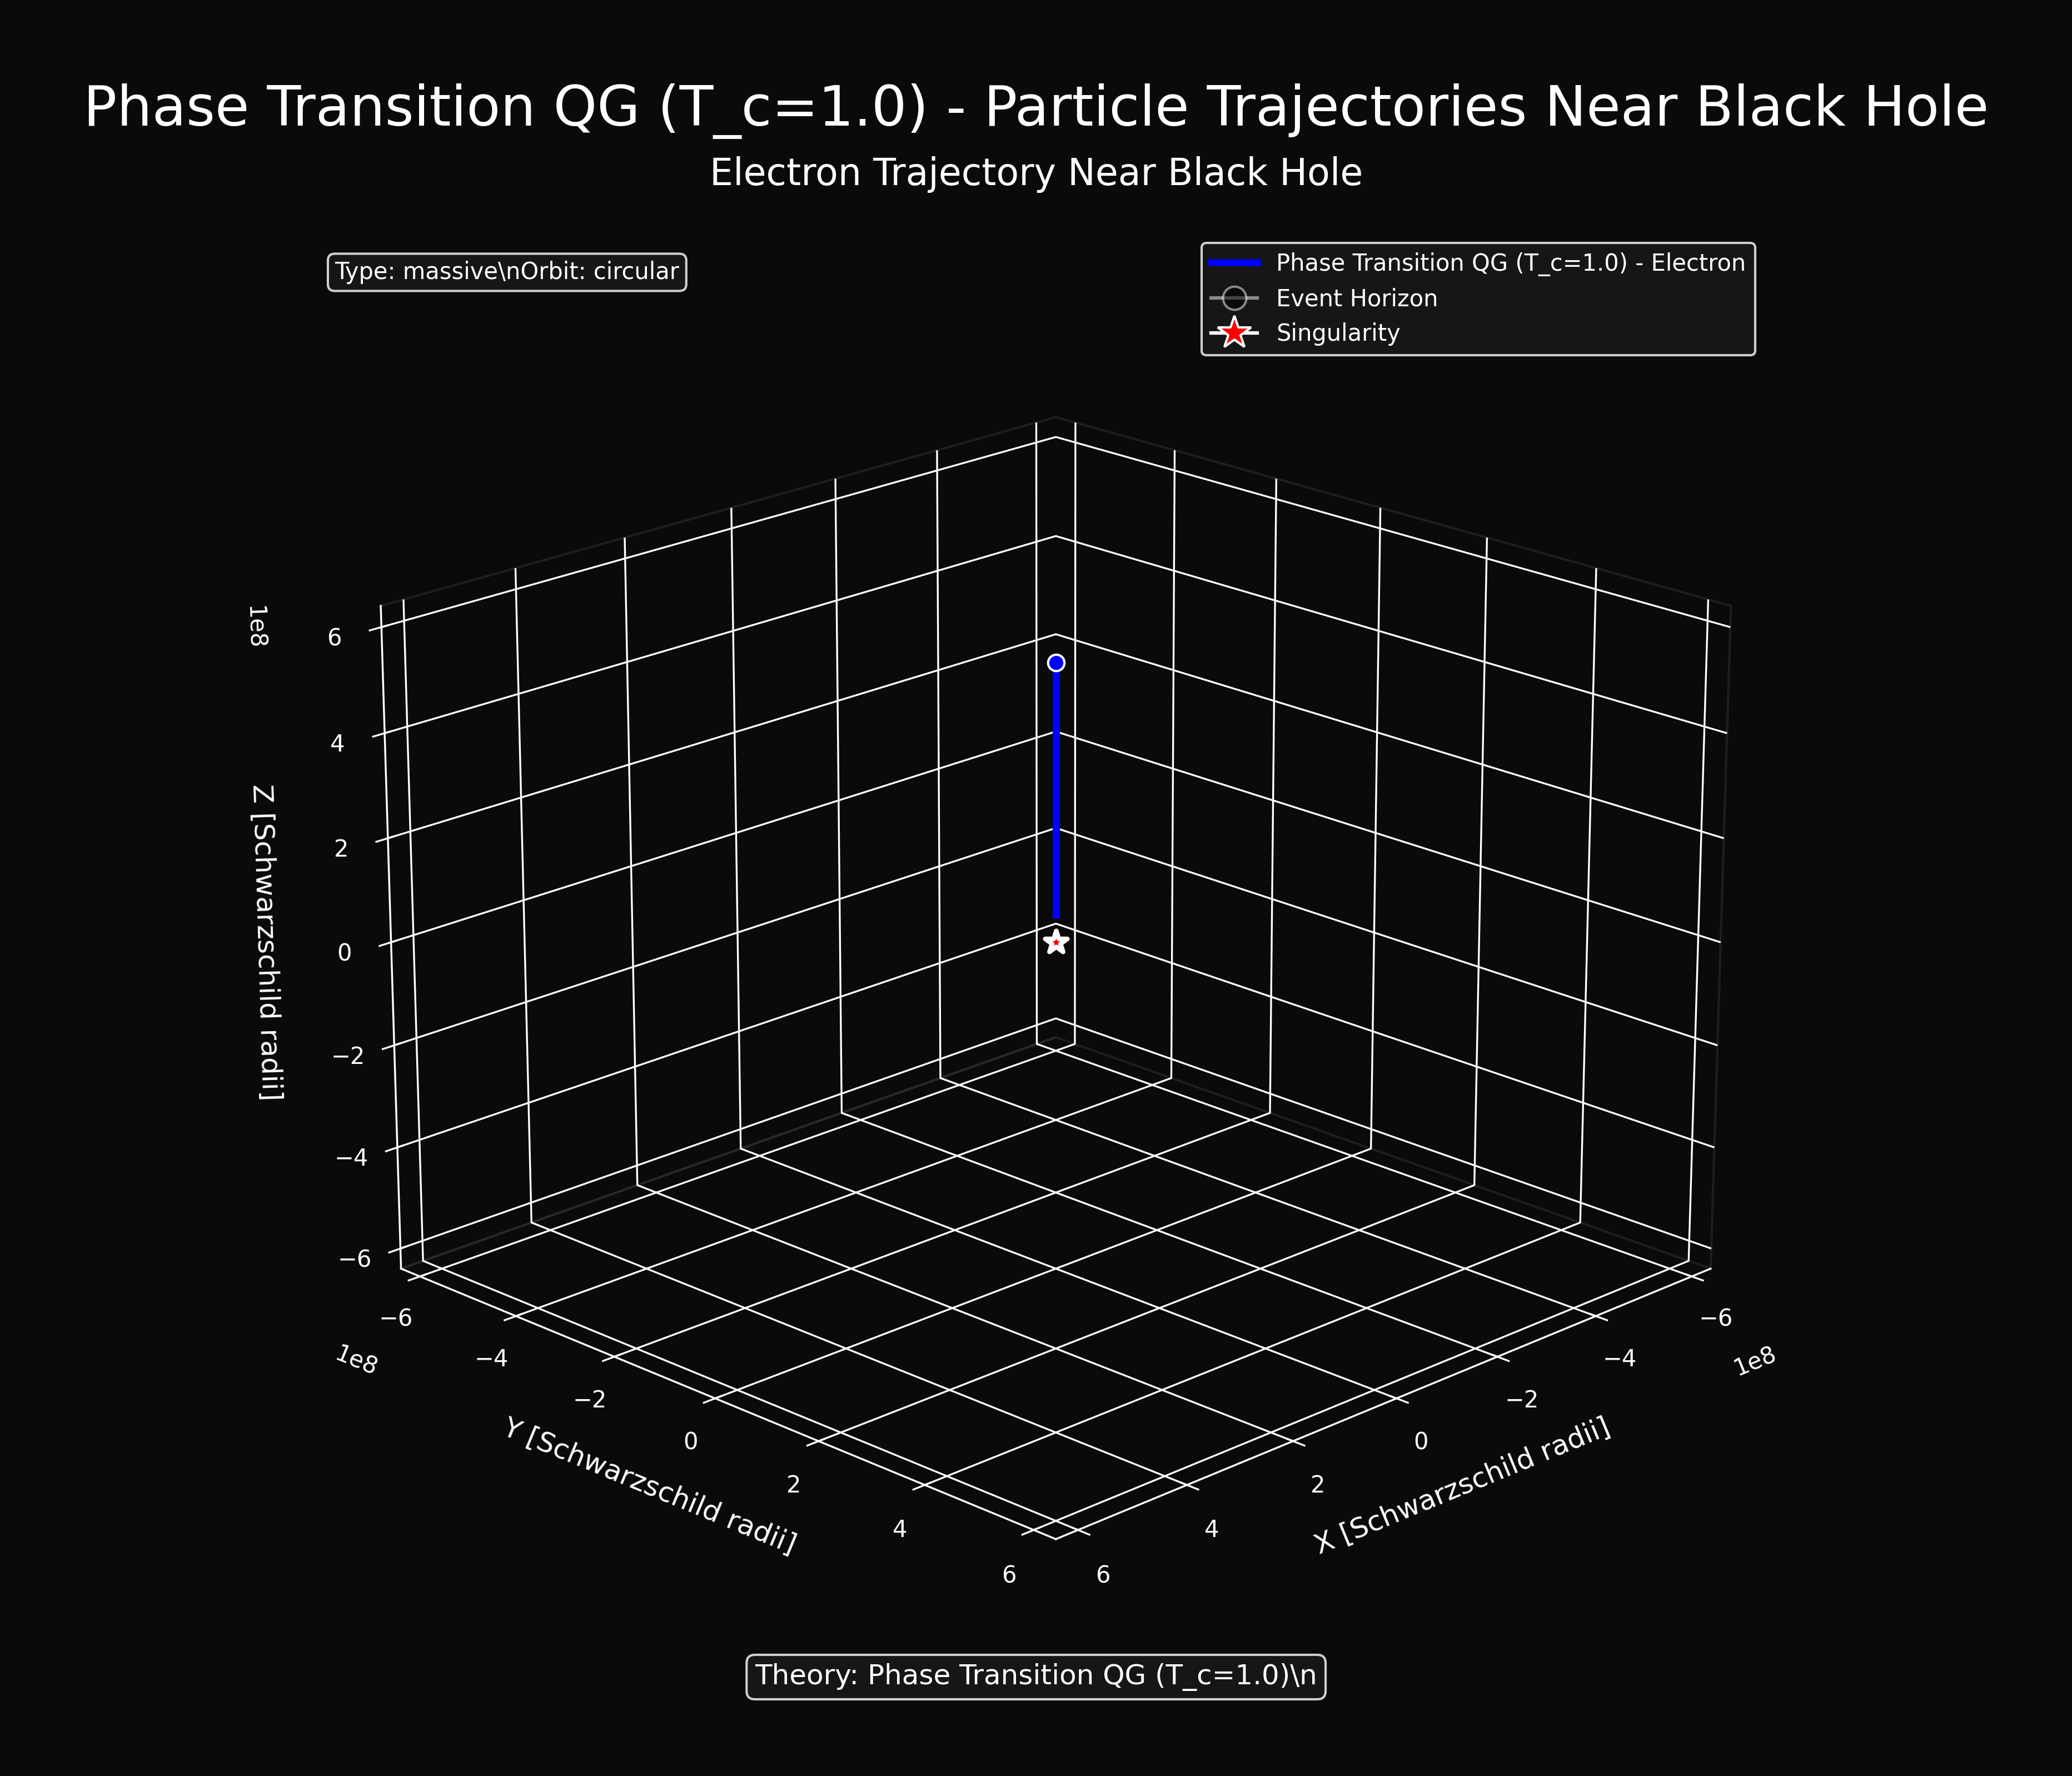 Phase Transition QG (T_c=1.0) - Particle Trajectories Near Black Hole
Electron Trajectory Near Black Hole
Type: massive\nOrbit: circular
Phase Transition QG (T_c=1.0) - Electron
Event Horizon
Singularity
1e8
6
4
2
0
−2
−4
−6
Z [Schwarzschild radii]
−6
−4
−2
0
2
4
6
1e8
Y [Schwarzschild radii]
6
4
2
0
−2
−4
−6
1e8
X [Schwarzschild radii]
Theory: Phase Transition QG (T_c=1.0)\n